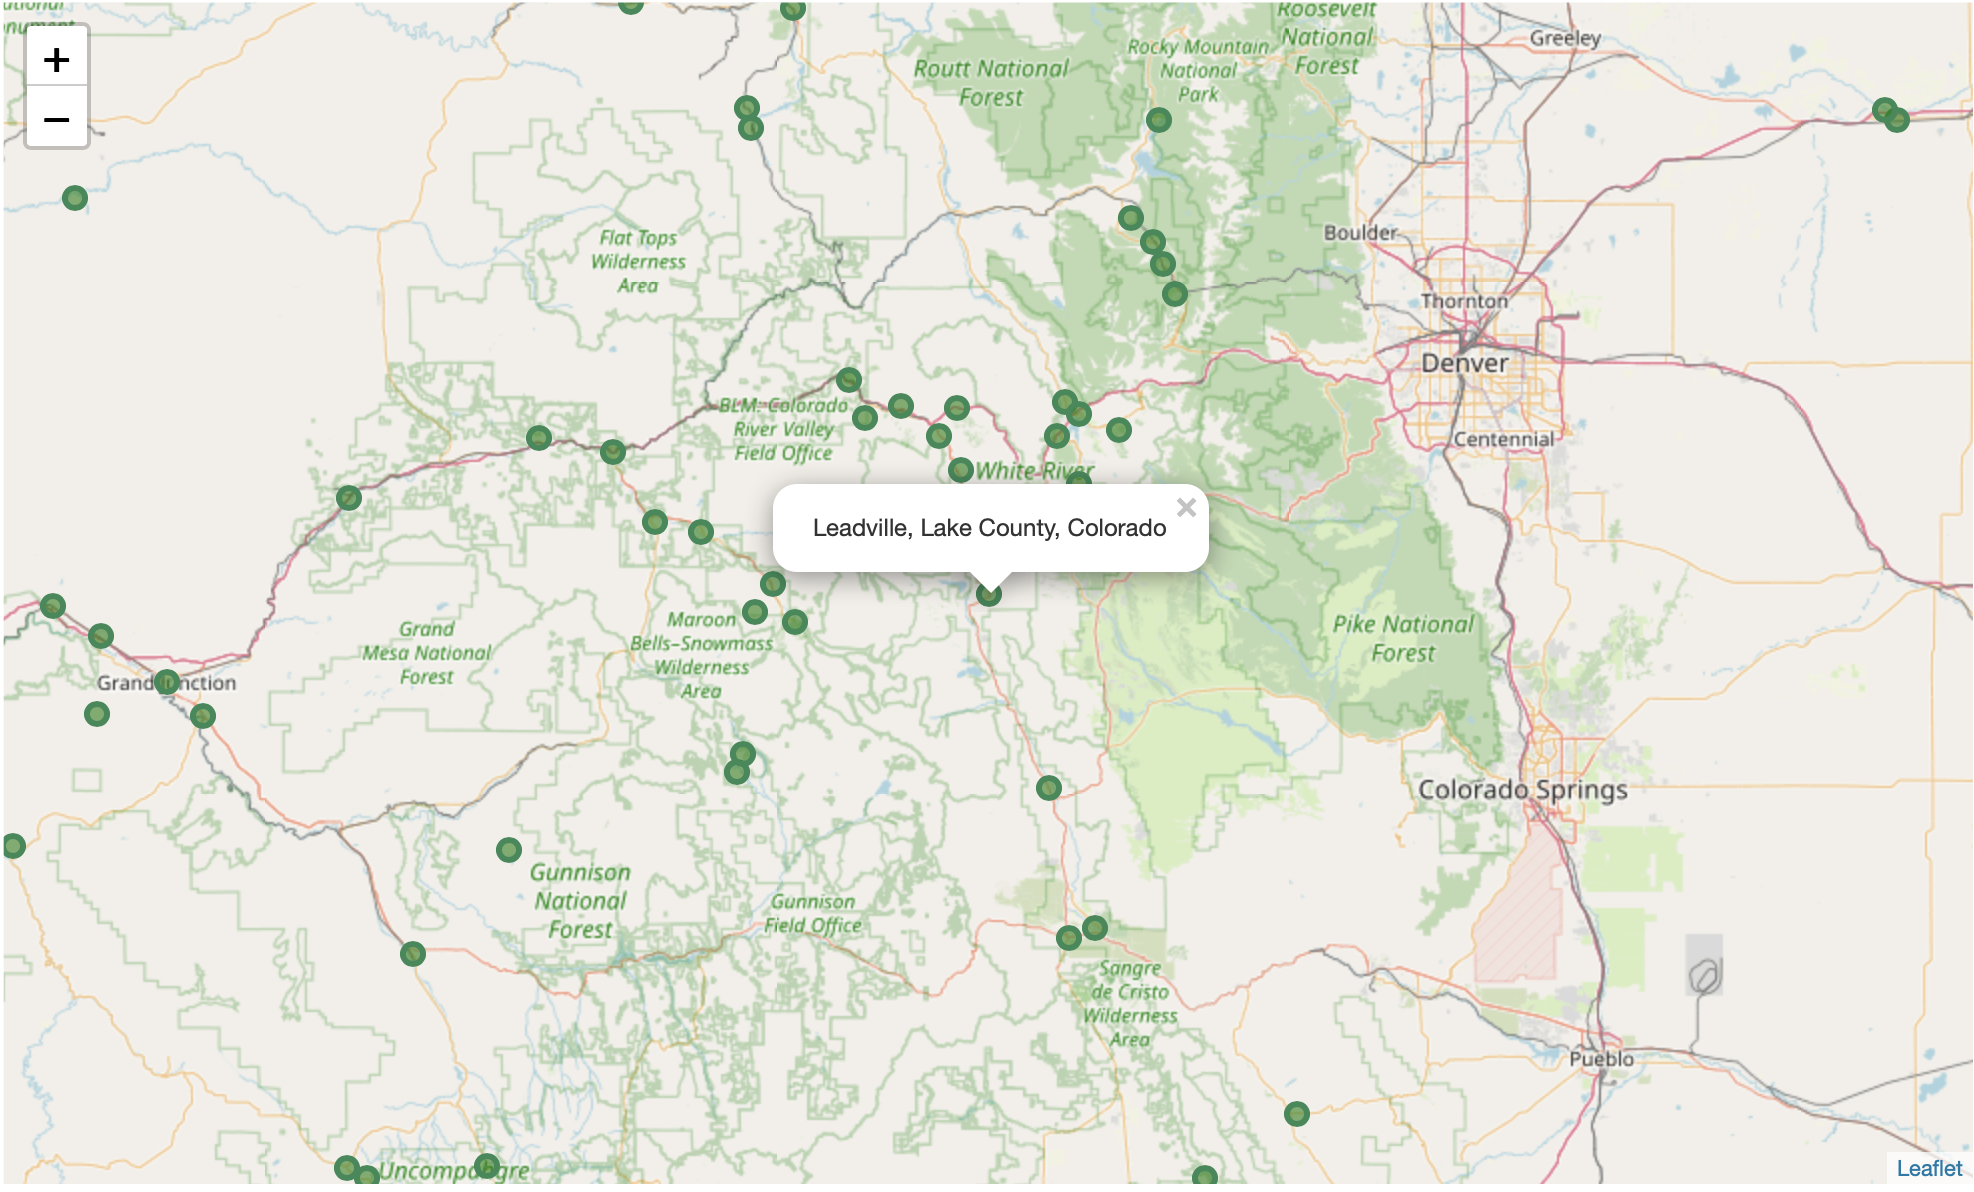 ational
onument
+
−
Routt National
Forest
Rocky Mountain
National
Park
Roosevelt
National
Forest
Greeley
Flat Tops
Wilderness
Area
Boulder
Thornton
Denver
Centennial
BLM: Colorado
River Valley
Field Office
White River
Leadville, Lake County, Colorado
×
Grand
Mesa National
Forest
Maroon
Bells–Snowmass
Wilderness
Area
Pike National
Forest
Grand Junction
Colorado Springs
Gunnison
National
Forest
Gunnison
Field Office
Sangre
de Cristo
Wilderness
Area
Pueblo
Uncompahgre
Leaflet